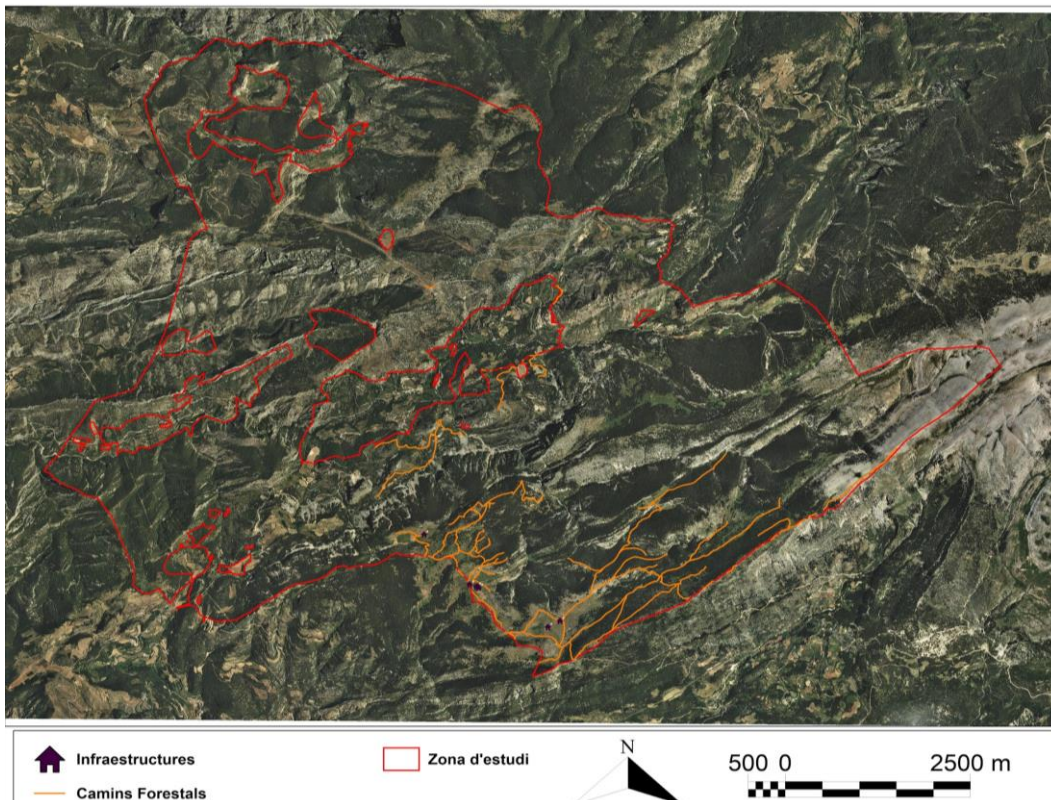 Infraestructures
Zona d'estudi
N
500 0 2500 m
Camins Forestals